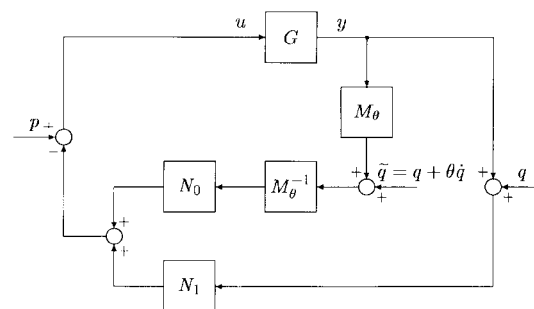 u G y
M_θ
p + −
+ q̃ = q + θq̇ + q
N_0 M_θ^{-1} + +
+
+
N_1